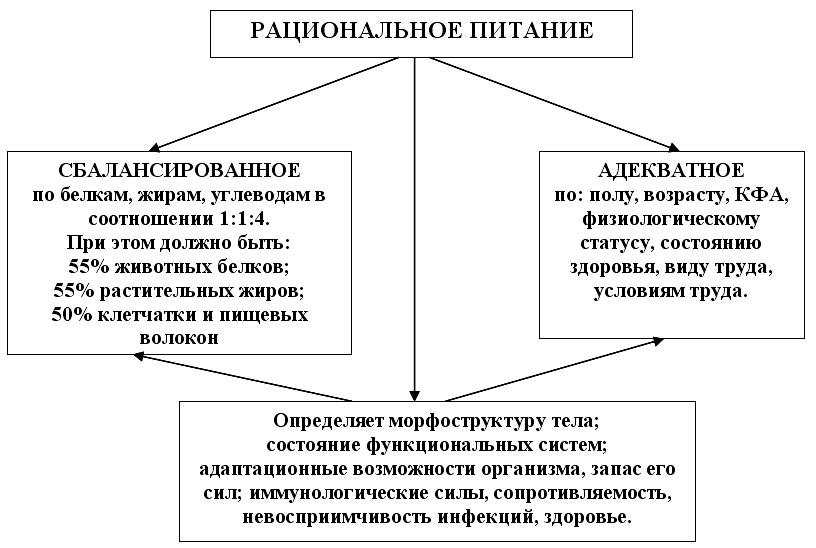 РАЦИОНАЛЬНОЕ ПИТАНИЕ
СБАЛАНСИРОВАННОЕ
по белкам, жирам, углеводам в
соотношении 1:1:4.
При этом должно быть:
55% животных белков;
55% растительных жиров;
50% клетчатки и пищевых
волокон
АДЕКВАТНОЕ
по: полу, возрасту, КФА,
физиологическому
статусу, состоянию
здоровья, виду труда,
условиям труда.
Определяет морфоструктуру тела;
состояние функциональных систем;
адаптационные возможности организма, запас его
сил; иммунологические силы, сопротивляемость,
невосприимчивость инфекций, здоровье.